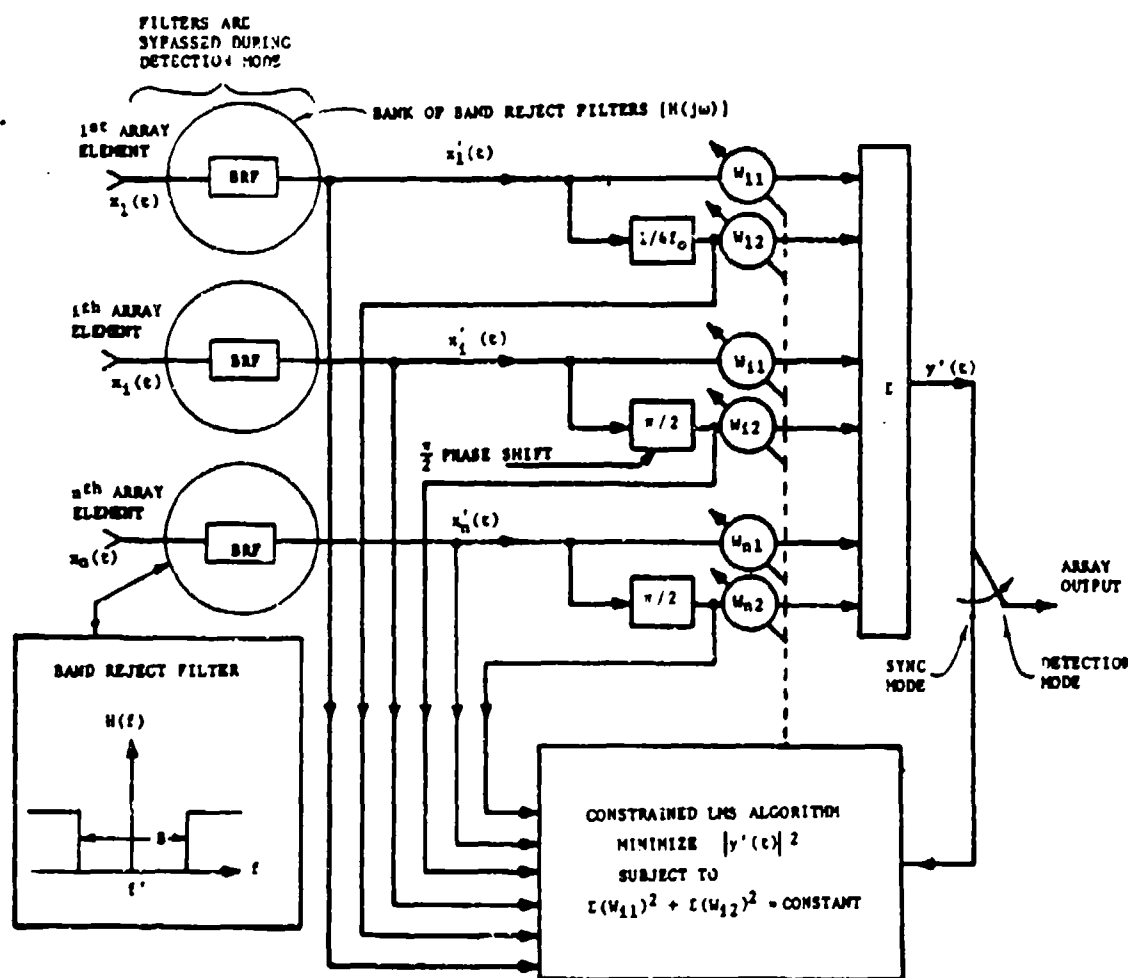 FILTERS ARE
BYPASSED DURING
DETECTION MODE
BANK OF BAND REJECT FILTERS [H(jω)]
1st ARRAY
ELEMENT
BRF
x1(t)
x1'(t)
W11
1/4f0
W12
ith ARRAY
ELEMENT
BRF
xi(t)
xi'(t)
Wi1
π/2
Wi2
π/2 PHASE SHIFT
Σ
y'(t)
nth ARRAY
ELEMENT
BRF
xn(t)
xn'(t)
Wn1
π/2
Wn2
ARRAY
OUTPUT
SYNC
MODE
DETECTION
MODE
BAND REJECT FILTER
H(f)
B
f'
f
CONSTRAINED LMS ALGORITHM
MINIMIZE |y'(t)|2
SUBJECT TO
Σ(Wi1)2 + Σ(Wi2)2 = CONSTANT